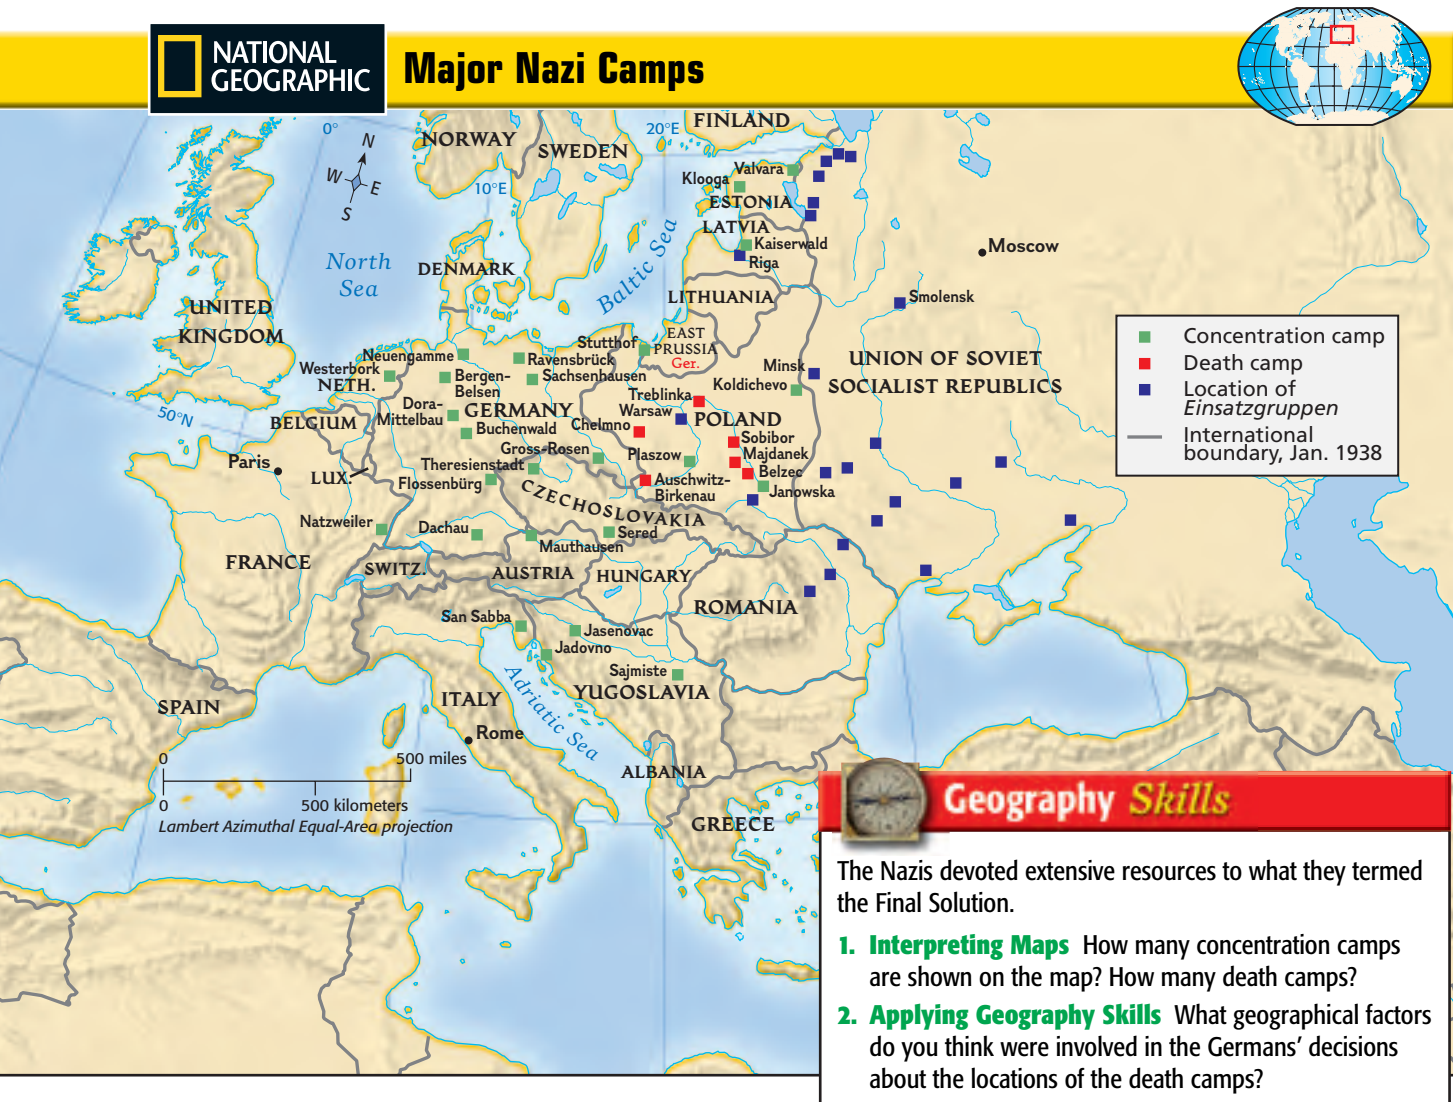 NATIONAL
GEOGRAPHIC
Major Nazi Camps
0°
N
W
E
S
NORWAY
SWEDEN
20°E
FINLAND
10°E
Valvara
Klooga
ESTONIA
LATVIA
Kaiserwald
Riga
Moscow
North
Sea
DENMARK
Baltic Sea
LITHUANIA
Smolensk
UNITED
KINGDOM
EAST
PRUSSIA
Ger.
Stutthof
Neuengamme
Westerbork
NETH.
Ravensbrück
Sachsenhausen
Bergen-
Belsen
Minsk
Koldichevo
UNION OF SOVIET
SOCIALIST REPUBLICS
50°N
BELGIUM
Dora-
Mittelbau
GERMANY
Buchenwald
Treblinka
Warsaw
Chelmno
POLAND
Sobibor
Majdanek
Belzec
Paris
LUX.
Gross-Rosen
Plaszow
Theresienstadt
Flossenbürg
Auschwitz-
Birkenau
Janowska
CZECHOSLOVAKIA
Natzweiler
Dachau
Mauthausen
Sered
FRANCE
SWITZ.
AUSTRIA
HUNGARY
ROMANIA
San Sabba
Jasenovac
Jadovno
Sajmiste
YUGOSLAVIA
Adriatic Sea
SPAIN
ITALY
Rome
ALBANIA
GREECE
0
500 miles
0
500 kilometers
Lambert Azimuthal Equal-Area projection
Concentration camp
Death camp
Location of
Einsatzgruppen
International
boundary, Jan. 1938
Geography Skills
The Nazis devoted extensive resources to what they termed
the Final Solution.
1. Interpreting Maps How many concentration camps
are shown on the map? How many death camps?
2. Applying Geography Skills What geographical factors
do you think were involved in the Germans’ decisions
about the locations of the death camps?